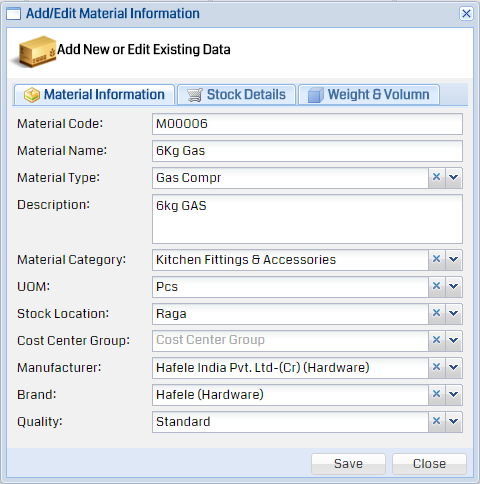 Add/Edit Material Information
Add New or Edit Existing Data
Material Information Stock Details Weight & Volumn
Material Code: M00006
Material Name: 6Kg Gas
Material Type: Gas Compr
Description: 6kg GAS
Material Category: Kitchen Fittings & Accessories
UOM: Pcs
Stock Location: Raga
Cost Center Group: Cost Center Group
Manufacturer: Hafele India Pvt. Ltd-(Cr) (Hardware)
Brand: Hafele (Hardware)
Quality: Standard
Save Close